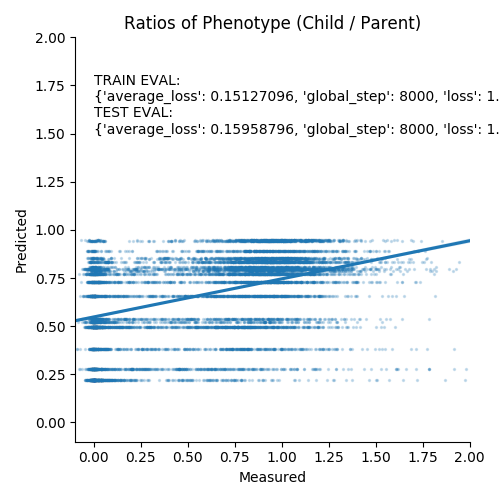 Ratios of Phenotype (Child / Parent)
2.00
TRAIN EVAL:
1.75
{'average_loss': 0.15127096, 'global_step': 8000, 'loss': 1.
TEST EVAL:
1.50
{'average_loss': 0.15958796, 'global_step': 8000, 'loss': 1.
1.25
1.00
Predicted
0.75
0.50
0.25
0.00
0.00 0.25 0.50 0.75 1.00 1.25 1.50 1.75 2.00
Measured